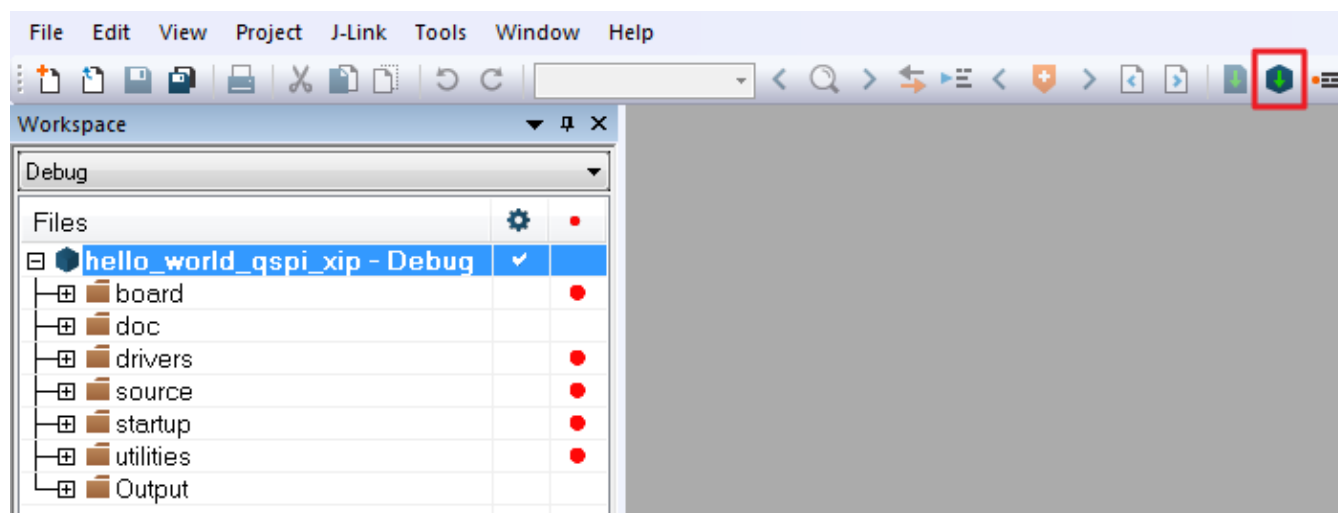 File Edit View Project J-Link Tools Window Help
Workspace
Debug
Files
hello_world_qspi_xip - Debug
board
doc
drivers
source
startup
utilities
Output